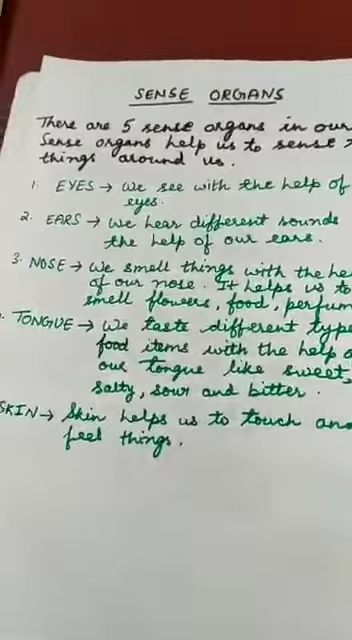 SENSE ORGANS
There are 5 sense organs in our
Sense organs help us to sense
things around us.
1. EYES → We see with the help of
eyes.
2. EARS → We hear different sounds
the help of our ears.
3. NOSE → We smell things with the he
of our nose. It helps us to
smell flowers, food, perfum
. TONGUE → We taste different type
food items with the help o
our tongue like sweet,
salty, sour and bitter.
SKIN → Skin helps us to touch an
feel things.